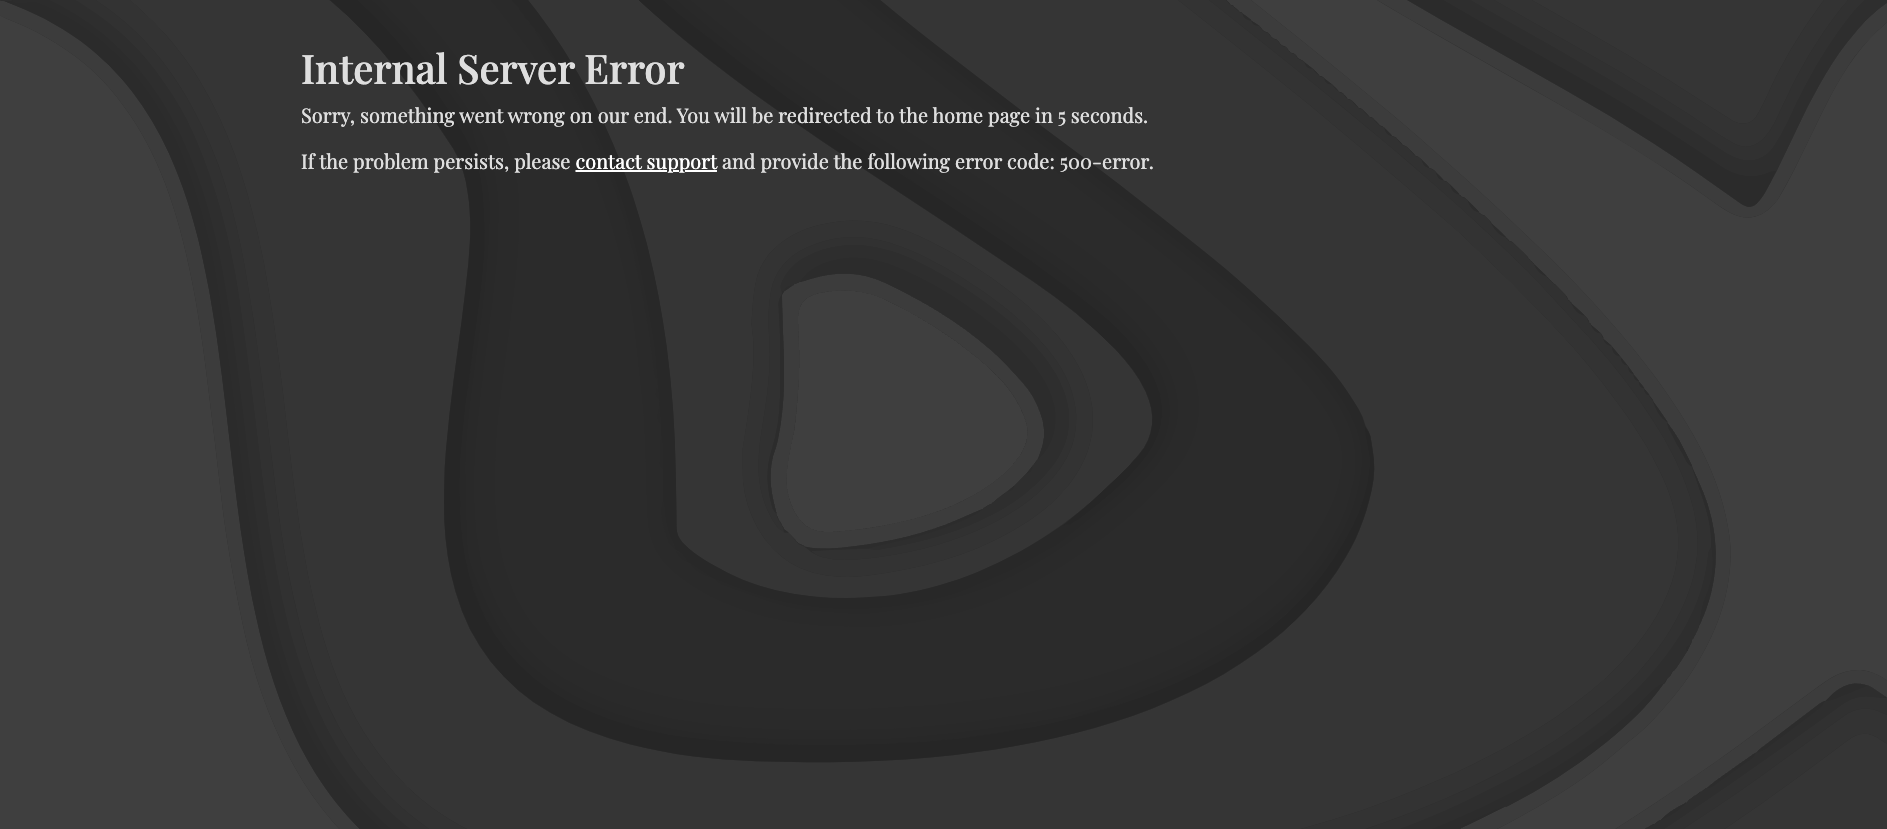 Internal Server Error
Sorry, something went wrong on our end. You will be redirected to the home page in 5 seconds.
If the problem persists, please contact support and provide the following error code: 500-error.